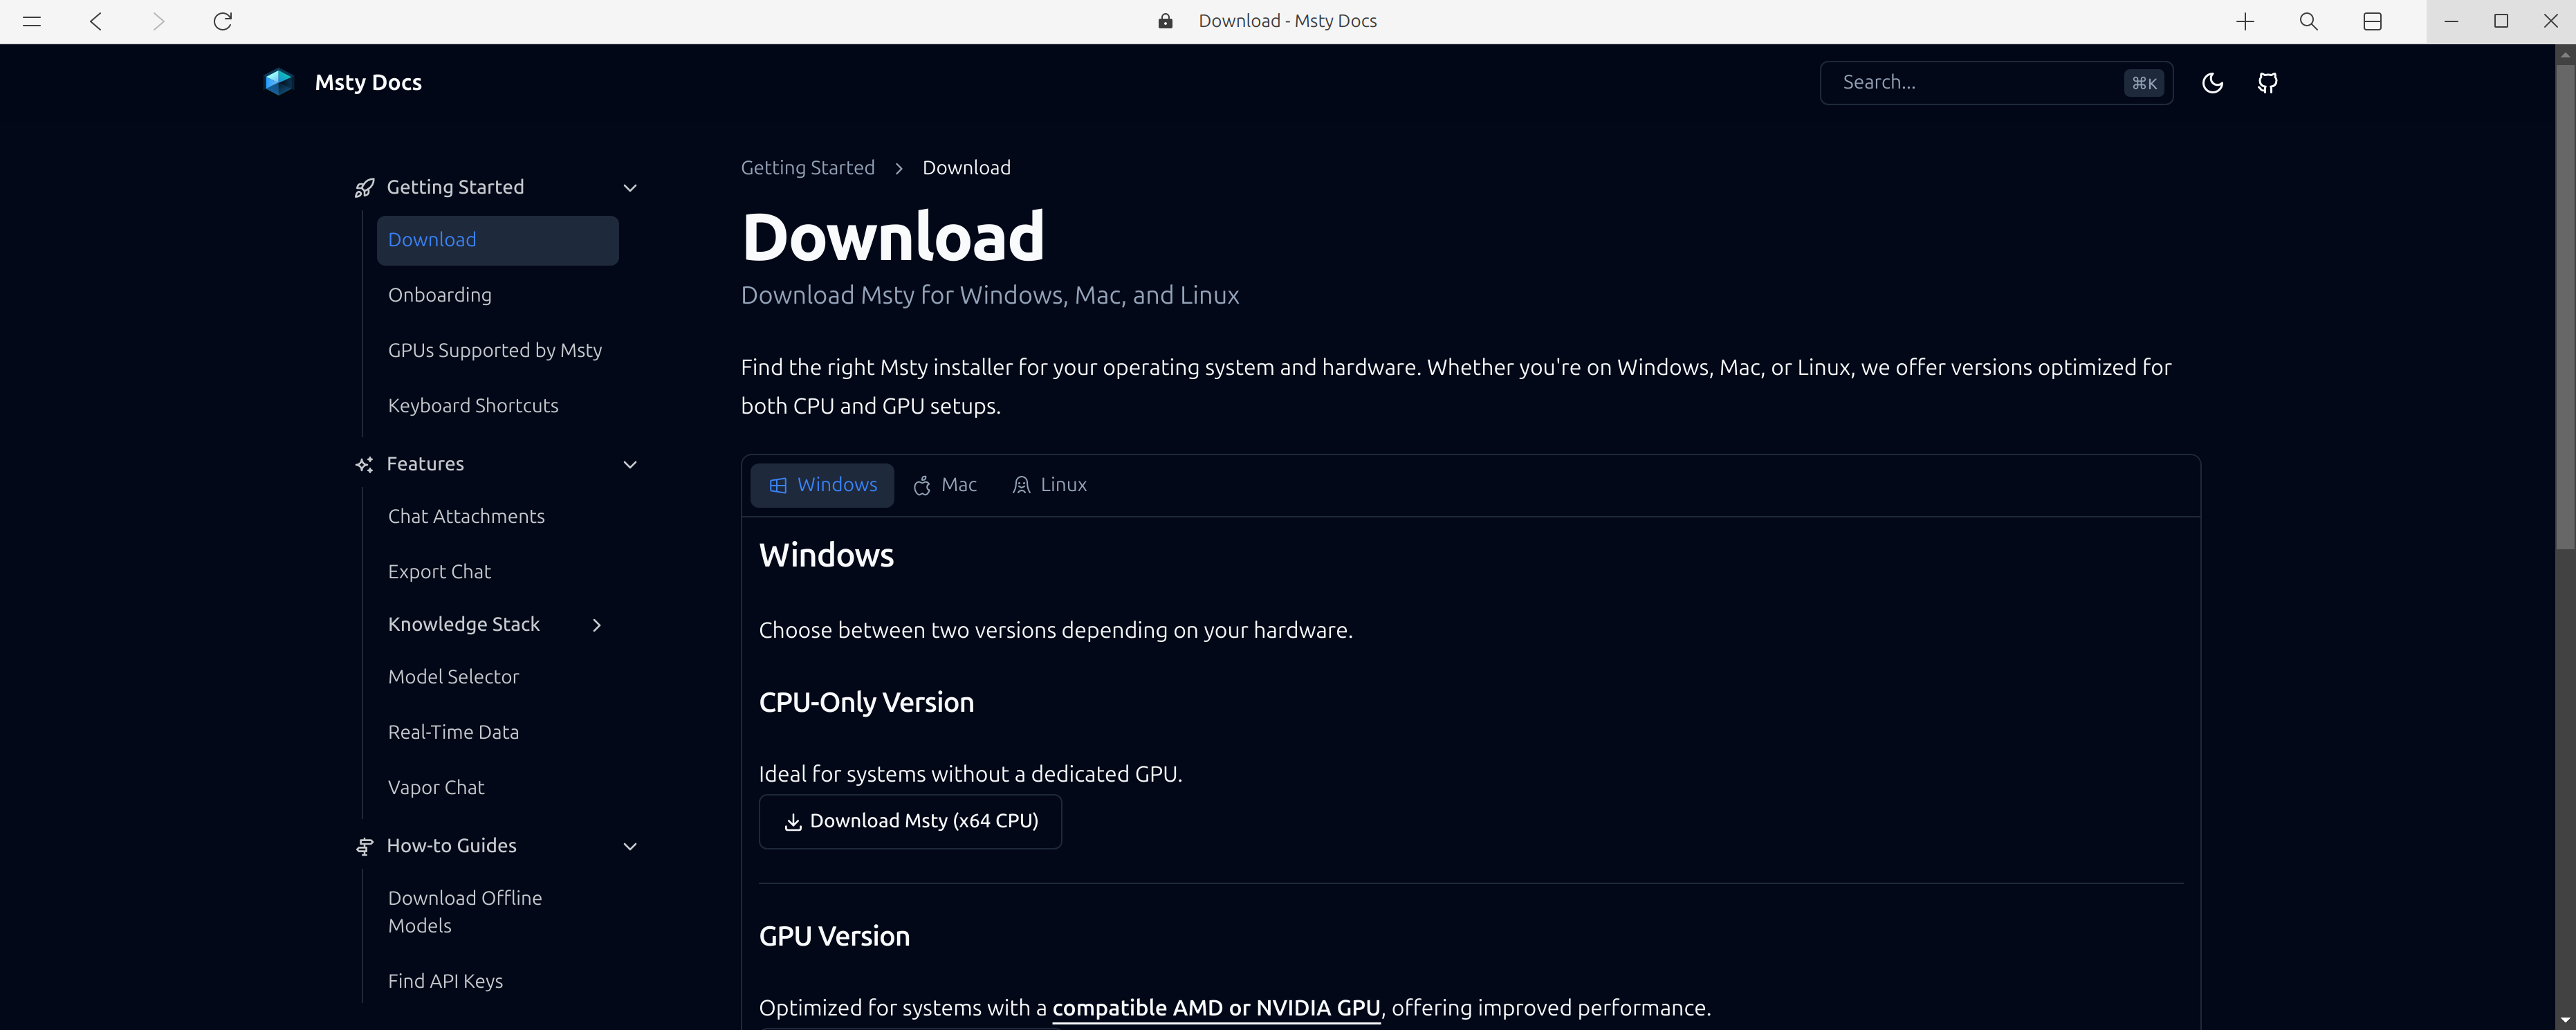 Download - Msty Docs
Msty Docs
Search...
⌘K
Getting Started
Download
Onboarding
GPUs Supported by Msty
Keyboard Shortcuts
Features
Chat Attachments
Export Chat
Knowledge Stack
Model Selector
Real-Time Data
Vapor Chat
How-to Guides
Download Offline
Models
Find API Keys
Getting Started > Download
Download
Download Msty for Windows, Mac, and Linux
Find the right Msty installer for your operating system and hardware. Whether you're on Windows, Mac, or Linux, we offer versions optimized for
both CPU and GPU setups.
Windows Mac Linux
Windows
Choose between two versions depending on your hardware.
CPU-Only Version
Ideal for systems without a dedicated GPU.
Download Msty (x64 CPU)
GPU Version
Optimized for systems with a compatible AMD or NVIDIA GPU, offering improved performance.